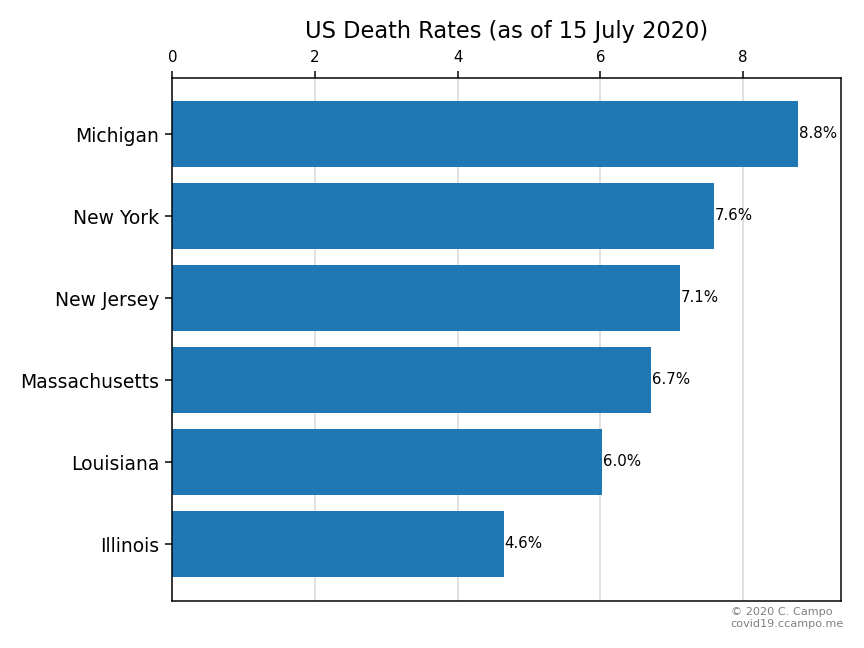 US Death Rates (as of 15 July 2020)
0 2 4 6 8
Michigan 8.8%
New York 7.6%
New Jersey 7.1%
Massachusetts 6.7%
Louisiana 6.0%
Illinois 4.6%
© 2020 C. Campo
covid19.ccampo.me